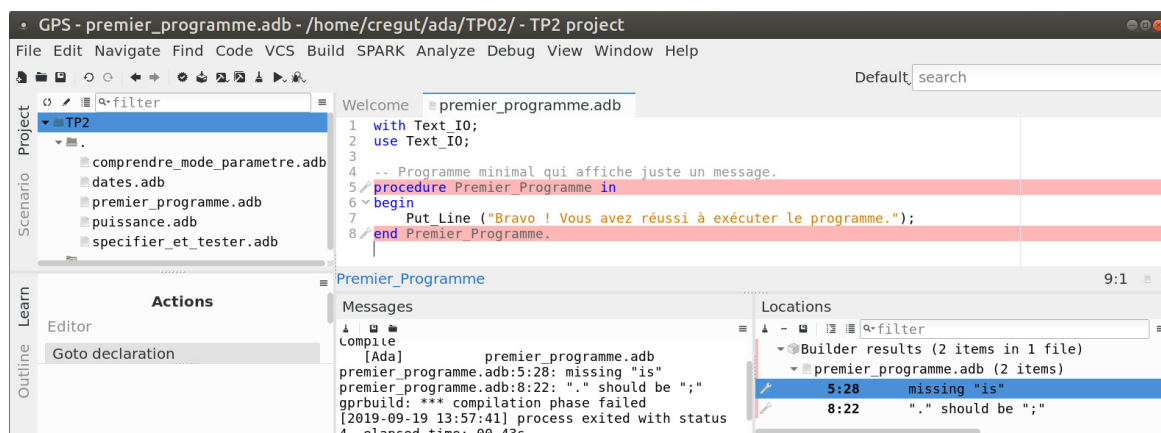 GPS - premier_programme.adb - /home/cregut/ada/TP02/ - TP2 project
File Edit Navigate Find Code VCS Build SPARK Analyze Debug View Window Help
Default search
Project
Scenario
filter
TP2
.
comprendre_mode_parametre.adb
dates.adb
premier_programme.adb
puissance.adb
specifier_et_tester.adb
Welcome premier_programme.adb
1 with Text_IO;
2 use Text_IO;
3
4 -- Programme minimal qui affiche juste un message.
5 procedure Premier_Programme in
6 begin
7 Put_Line ("Bravo ! Vous avez réussi à exécuter le programme.");
8 end Premier_Programme.
Premier_Programme 9:1
Learn
Outline
Actions
Editor
Goto declaration
Messages
Compile
[Ada] premier_programme.adb
premier_programme.adb:5:28: missing "is"
premier_programme.adb:8:22: "." should be ";"
gprbuild: *** compilation phase failed
[2019-09-19 13:57:41] process exited with status
4, elapsed time: 00.43s
Locations
filter
Builder results (2 items in 1 file)
premier_programme.adb (2 items)
5:28 missing "is"
8:22 "." should be ";"